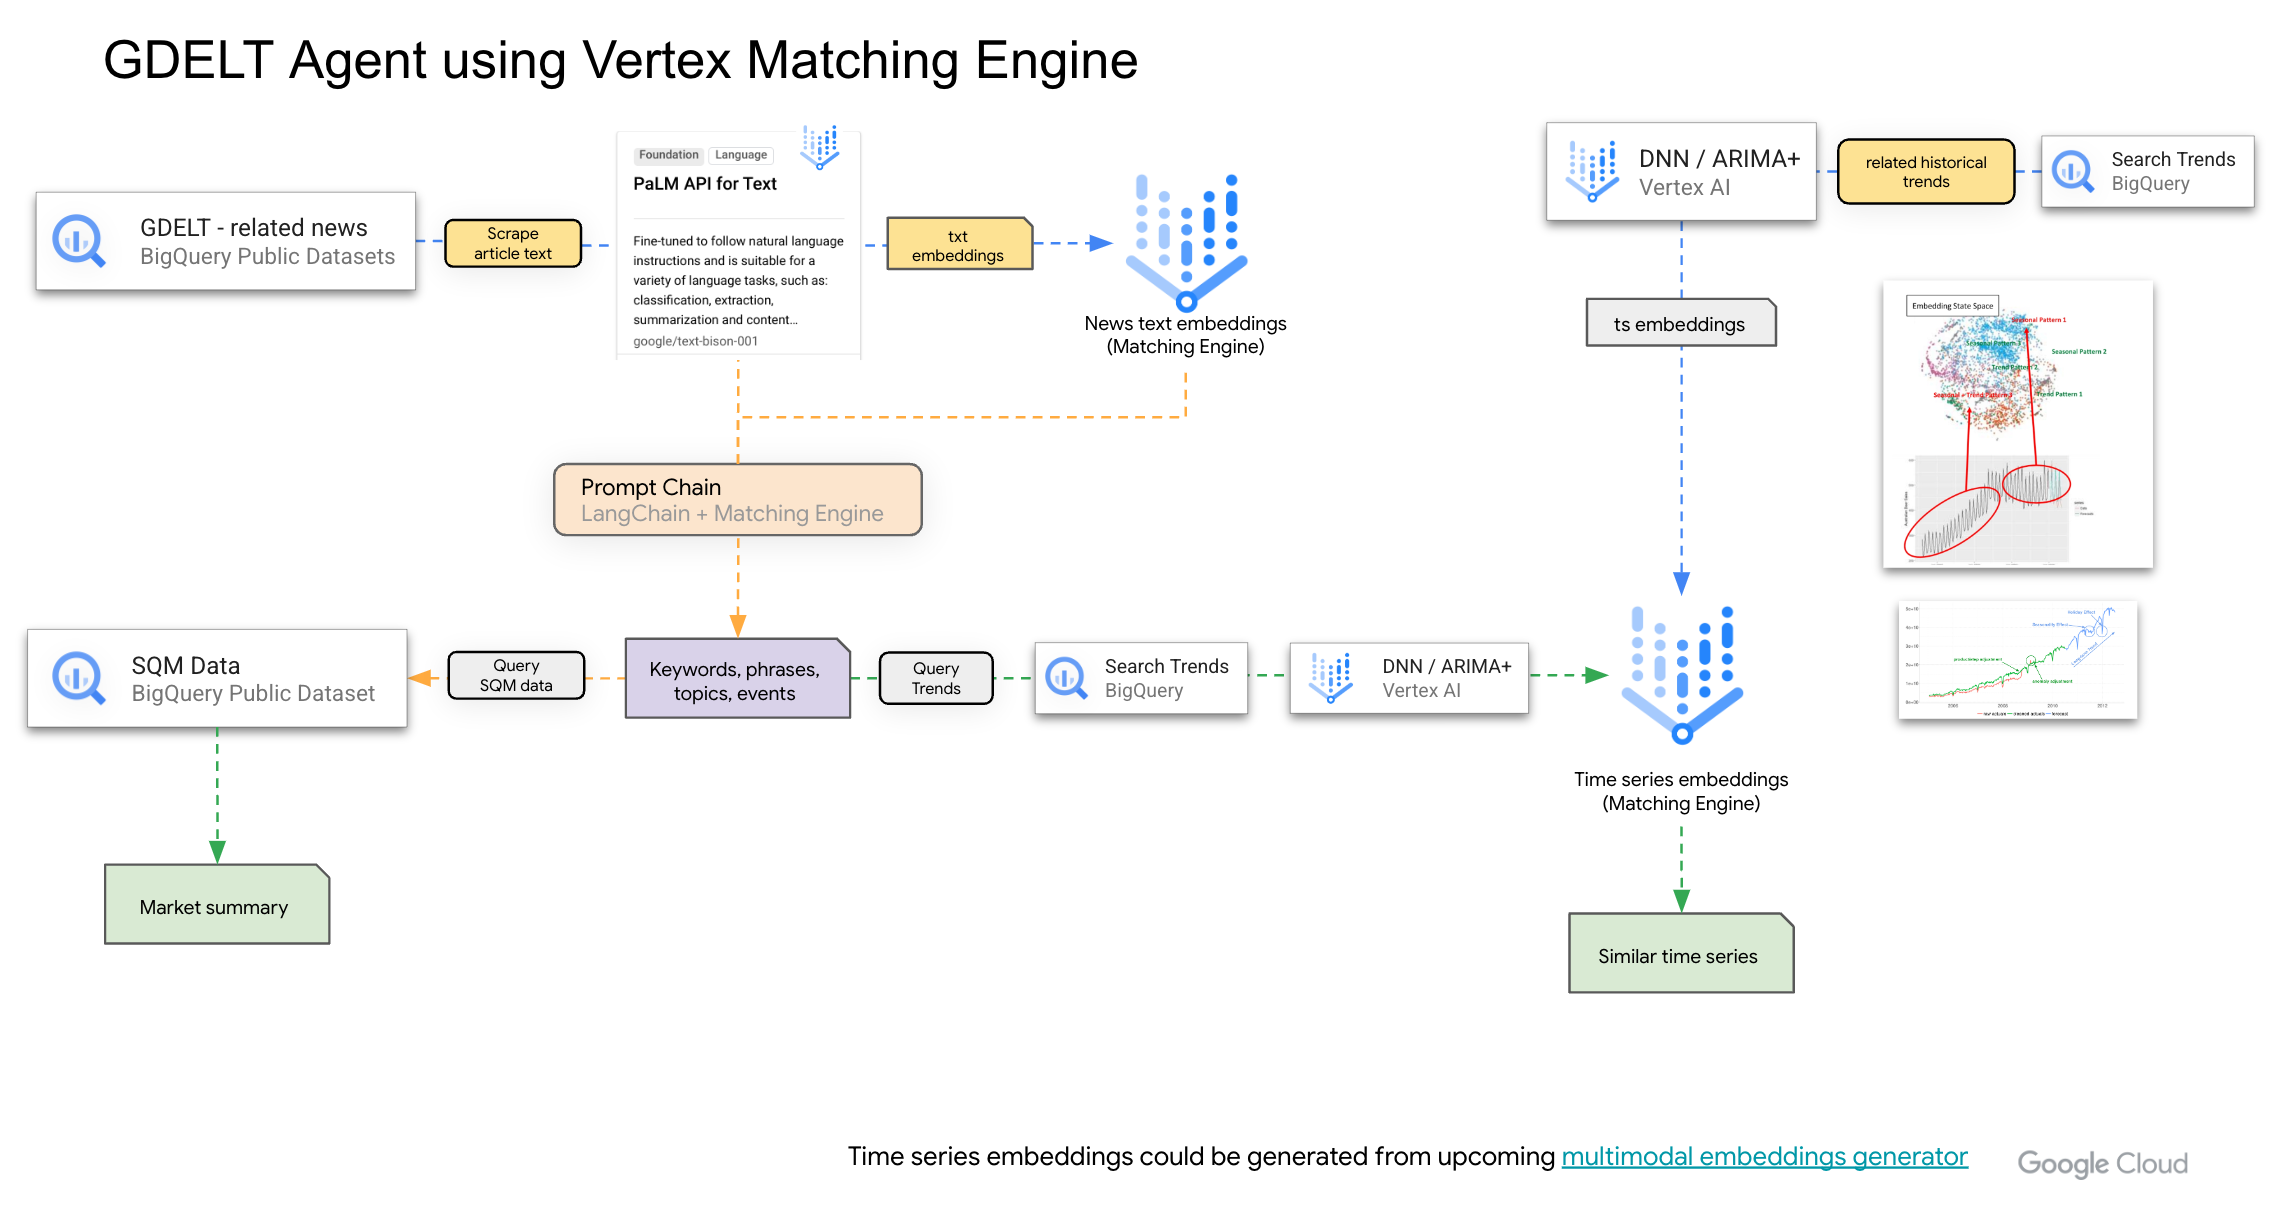 GDELT Agent using Vertex Matching Engine
GDELT - related news
BigQuery Public Datasets
Scrape
article text
Foundation
Language
PaLM API for Text
Fine-tuned to follow natural language
instructions and is suitable for a
variety of language tasks, such as:
classification, extraction,
summarization and content...
google/text-bison-001
txt
embeddings
News text embeddings
(Matching Engine)
DNN / ARIMA+
Vertex AI
related historical
trends
Search Trends
BigQuery
ts embeddings
Embedding State Space
Seasonal Pattern 1
Seasonal Pattern 2
Trend Pattern 2
Trend Pattern 1
Prompt Chain
LangChain + Matching Engine
SQM Data
BigQuery Public Dataset
Query
SQM data
Keywords, phrases,
topics, events
Query
Trends
Search Trends
BigQuery
DNN / ARIMA+
Vertex AI
Time series embeddings
(Matching Engine)
Holiday Effect
Seasonality Effect
anomaly adjustment
Market summary
Similar time series
Time series embeddings could be generated from upcoming multimodal embeddings generator
Google Cloud